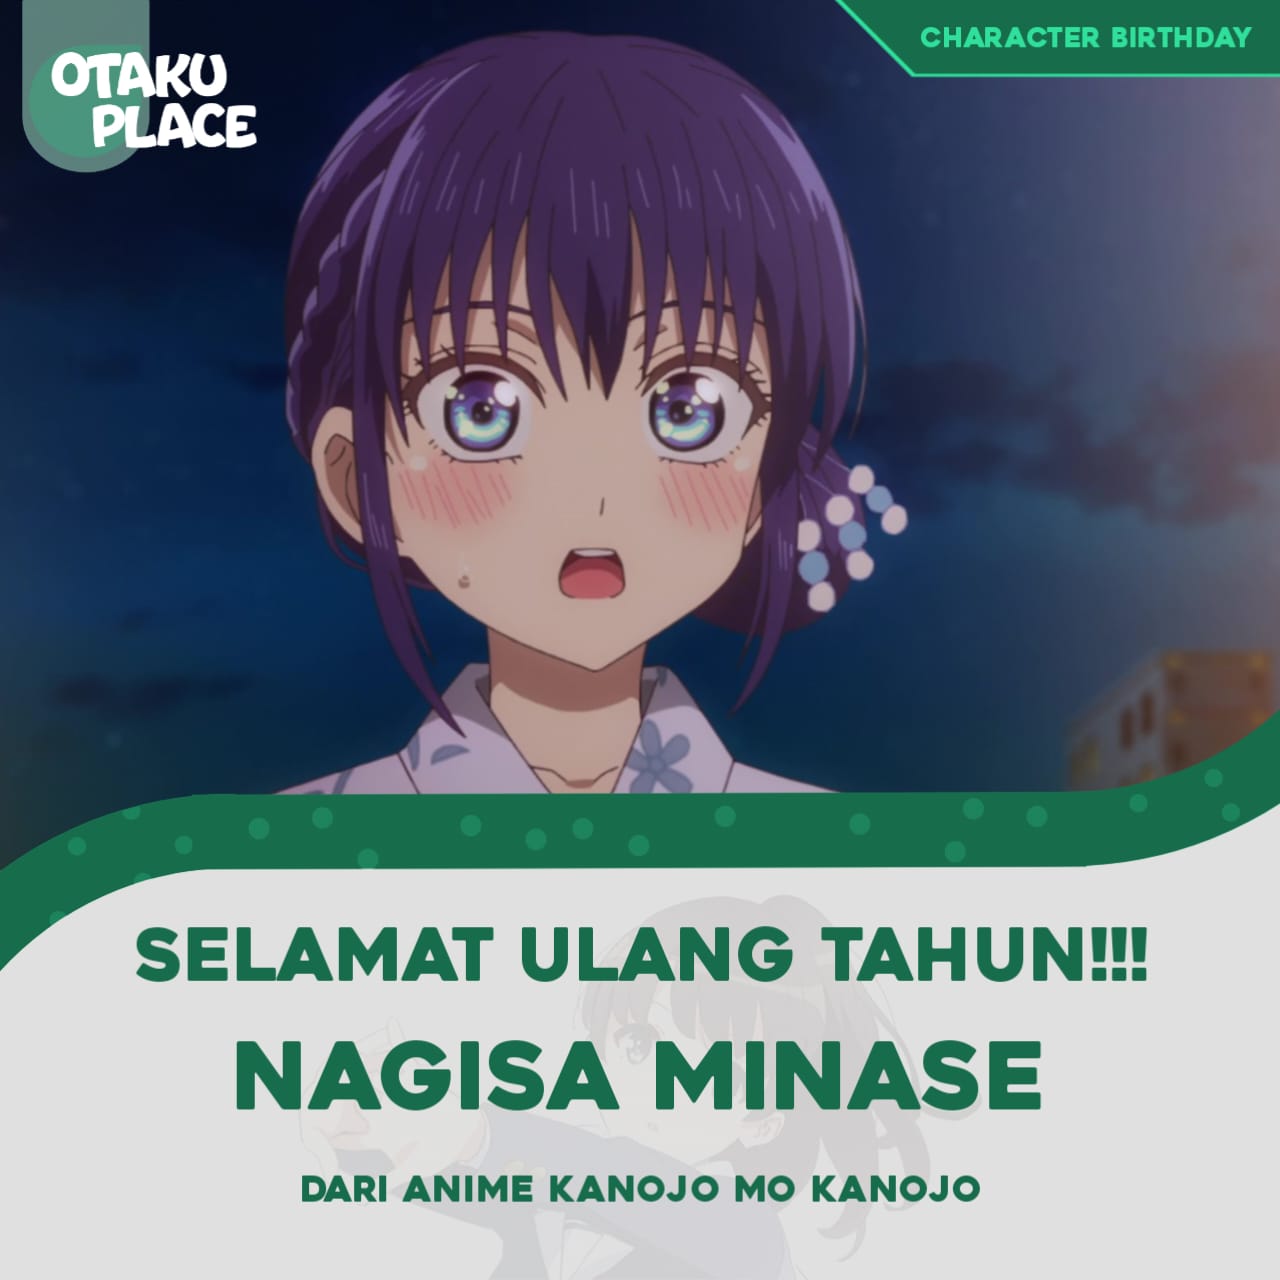 OTAKU
PLACE
CHARACTER BIRTHDAY
SELAMAT ULANG TAHUN!!!
NAGISA MINASE
DARI ANIME KANOJO MO KANOJO